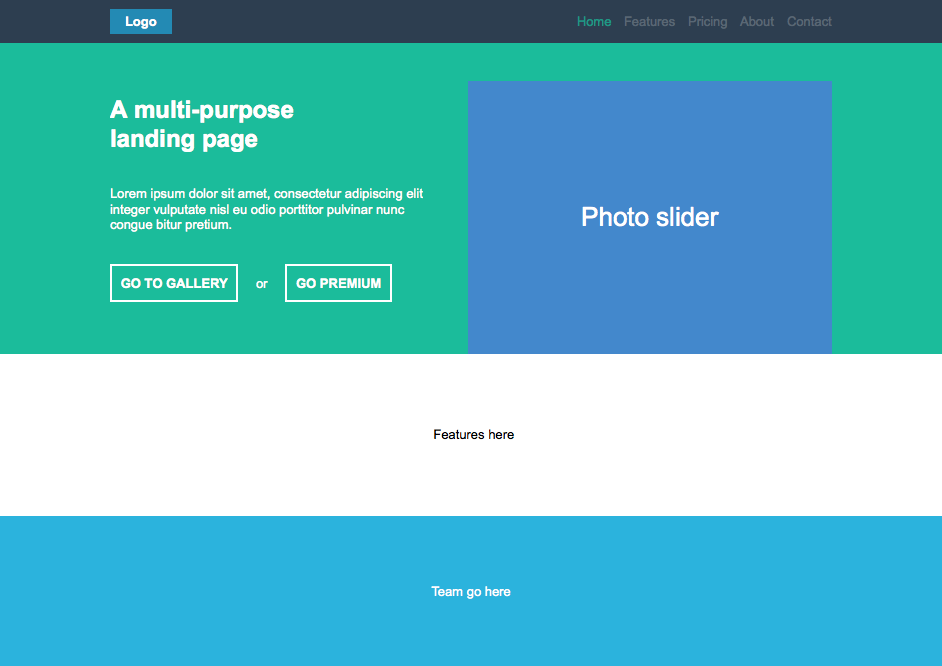 Logo
Home Features Pricing About Contact
A multi-purpose
landing page
Lorem ipsum dolor sit amet, consectetur adipiscing elit
integer vulputate nisl eu odio porttitor pulvinar nunc
congue bitur pretium.
GO TO GALLERY or GO PREMIUM
Photo slider
Features here
Team go here